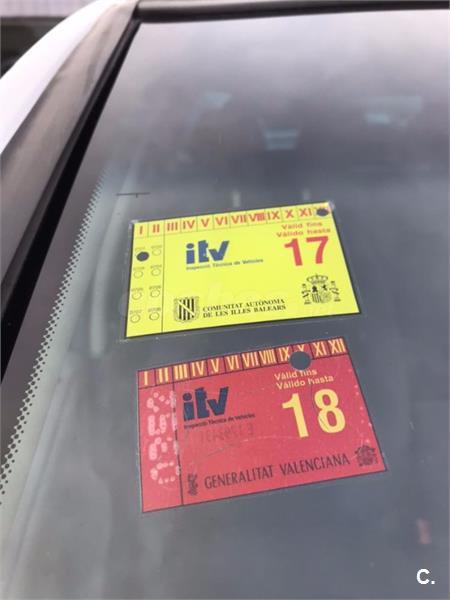 I II III IV V VI VII VIII IX X XI
Vàlid fins
Válido hasta
itv
17
Inspecció Tècnica de Vehicles
COMUNITAT AUTÒNOMA
DE LES ILLES BALEARS
I II III IV V VI VII VIII IX XI XII
Vàlid fins
Válido hasta
itv
18
Inspecció Tècnica de Vehicles
GENERALITAT VALENCIANA
C.